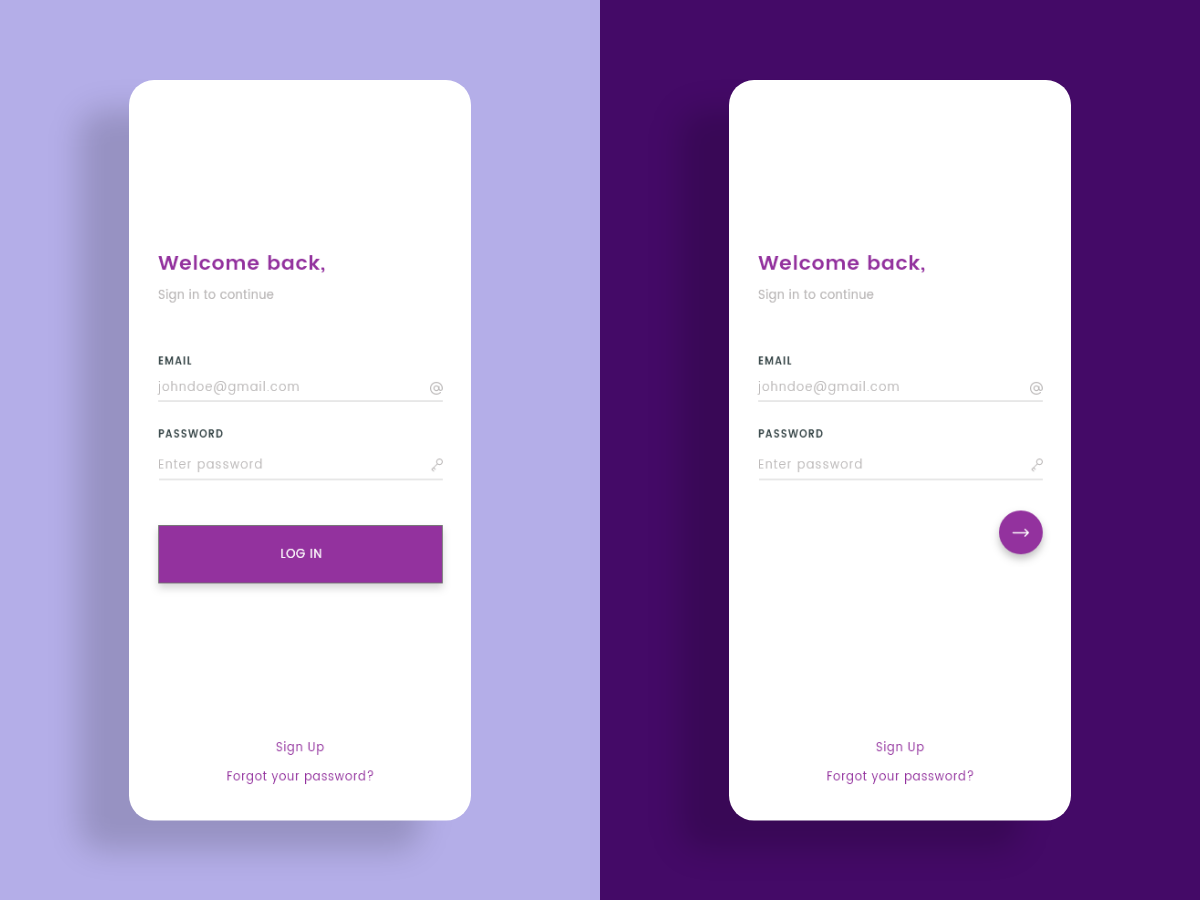 Welcome back,
Sign in to continue
EMAIL
johndoe@gmail.com
PASSWORD
Enter password
LOG IN
Sign Up
Forgot your password?
Welcome back,
Sign in to continue
EMAIL
johndoe@gmail.com
PASSWORD
Enter password
Sign Up
Forgot your password?